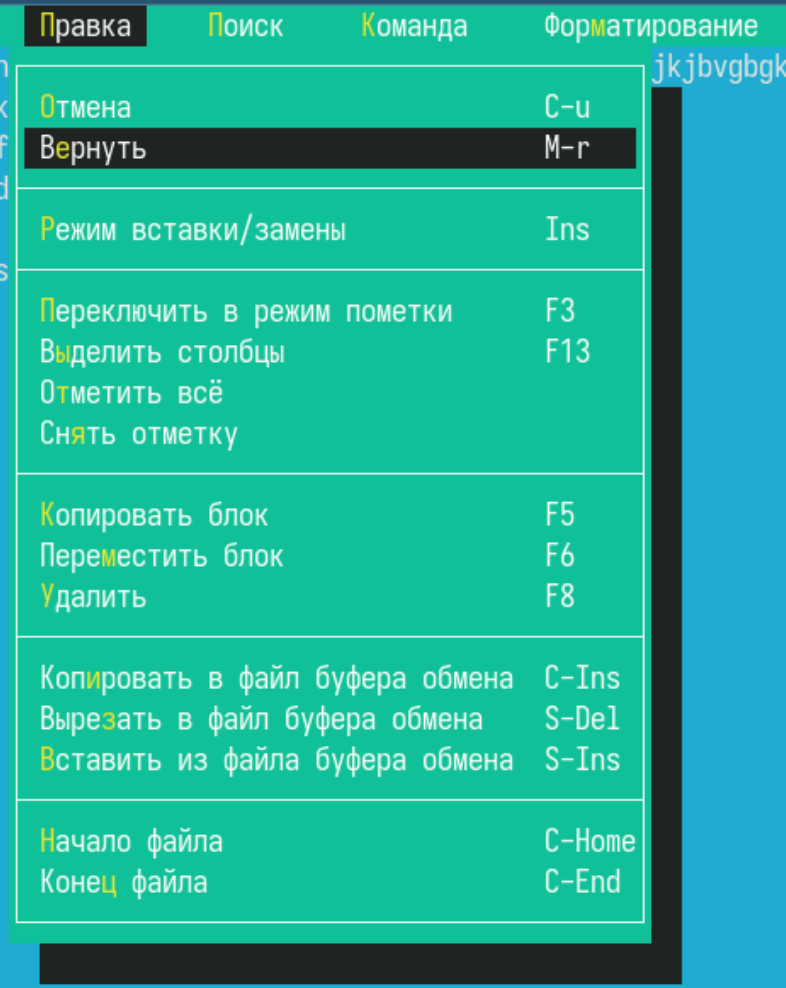 Правка Поиск Команда Форматирование
jkjbvgbgk
Отмена C-u
Вернуть M-r
Режим вставки/замены Ins
Переключить в режим пометки F3
Выделить столбцы F13
Отметить всё
Снять отметку
Копировать блок F5
Переместить блок F6
Удалить F8
Копировать в файл буфера обмена C-Ins
Вырезать в файл буфера обмена S-Del
Вставить из файла буфера обмена S-Ins
Начало файла C-Home
Конец файла C-End